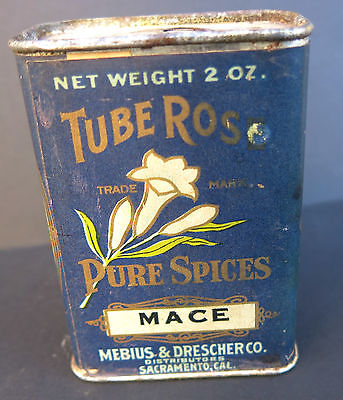 NET WEIGHT 2 OZ.
TUBE ROSE
TRADE MARK
PURE SPICES
MACE
MEBIUS & DRESCHER CO.
DISTRIBUTORS
SACRAMENTO, CAL.